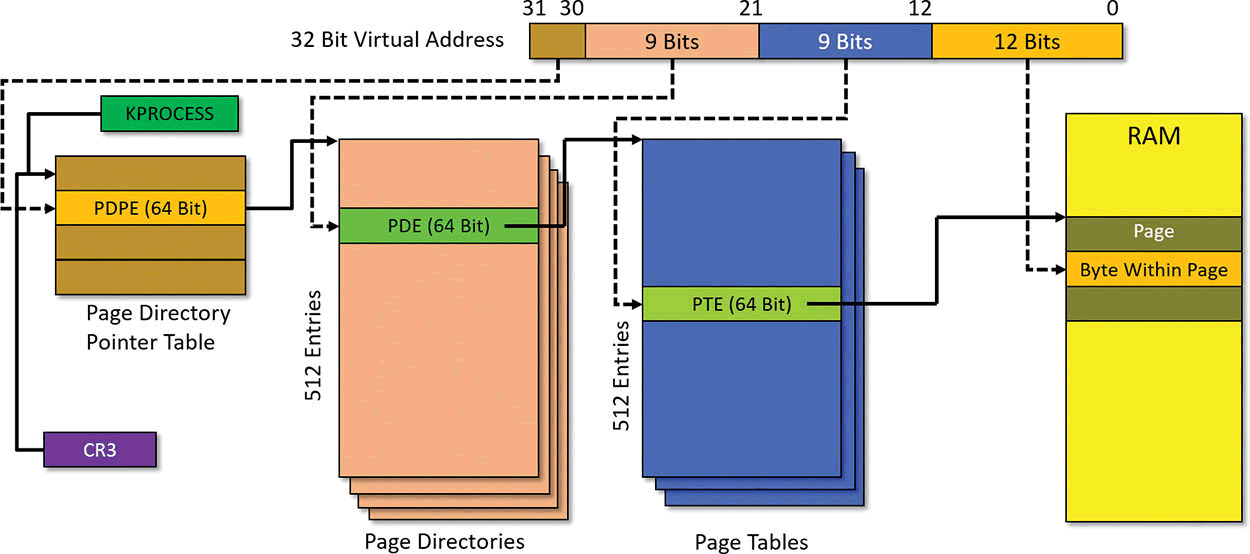 31 30 21 12 0
32 Bit Virtual Address
9 Bits
9 Bits
12 Bits
KPROCESS
PDPE (64 Bit)
Page Directory
Pointer Table
CR3
PDE (64 Bit)
512 Entries
Page Directories
PTE (64 Bit)
512 Entries
Page Tables
RAM
Page
Byte Within Page